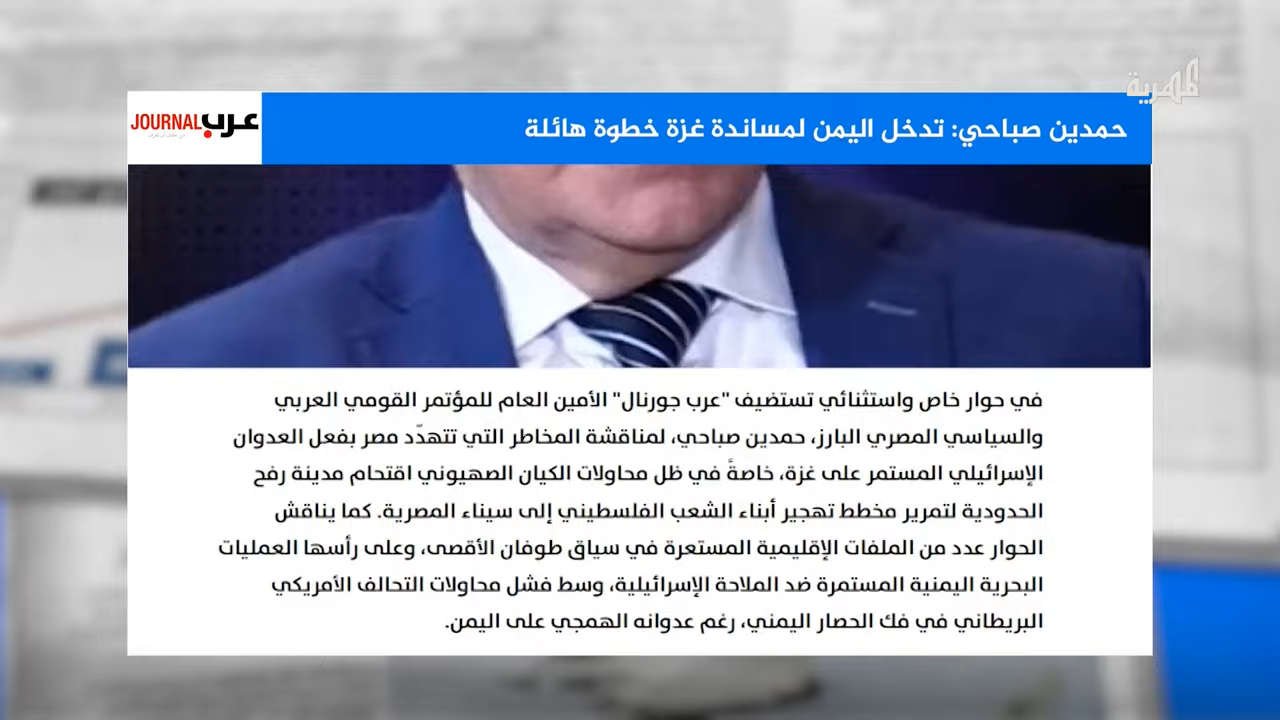 المهرية
عرب JOURNAL
حمدين صباحي: تدخل اليمن لمساندة غزة خطوة هائلة
في حوار خاص واستثنائي تستضيف "عرب جورنال" الأمين العام للمؤتمر القومي العربي
والسياسي المصري البارز، حمدين صباحي، لمناقشة المخاطر التي تتهدّد مصر بفعل العدوان
الإسرائيلي المستمر على غزة، خاصةً في ظل محاولات الكيان الصهيوني اقتحام مدينة رفح
الحدودية لتمرير مخطط تهجير أبناء الشعب الفلسطيني إلى سيناء المصرية. كما يناقش
الحوار عدد من الملفات الإقليمية المستعرة في سياق طوفان الأقصى، وعلى رأسها العمليات
البحرية اليمنية المستمرة ضد الملاحة الإسرائيلية، وسط فشل محاولات التحالف الأمريكي
البريطاني في فك الحصار اليمني، رغم عدوانه الهمجي على اليمن.